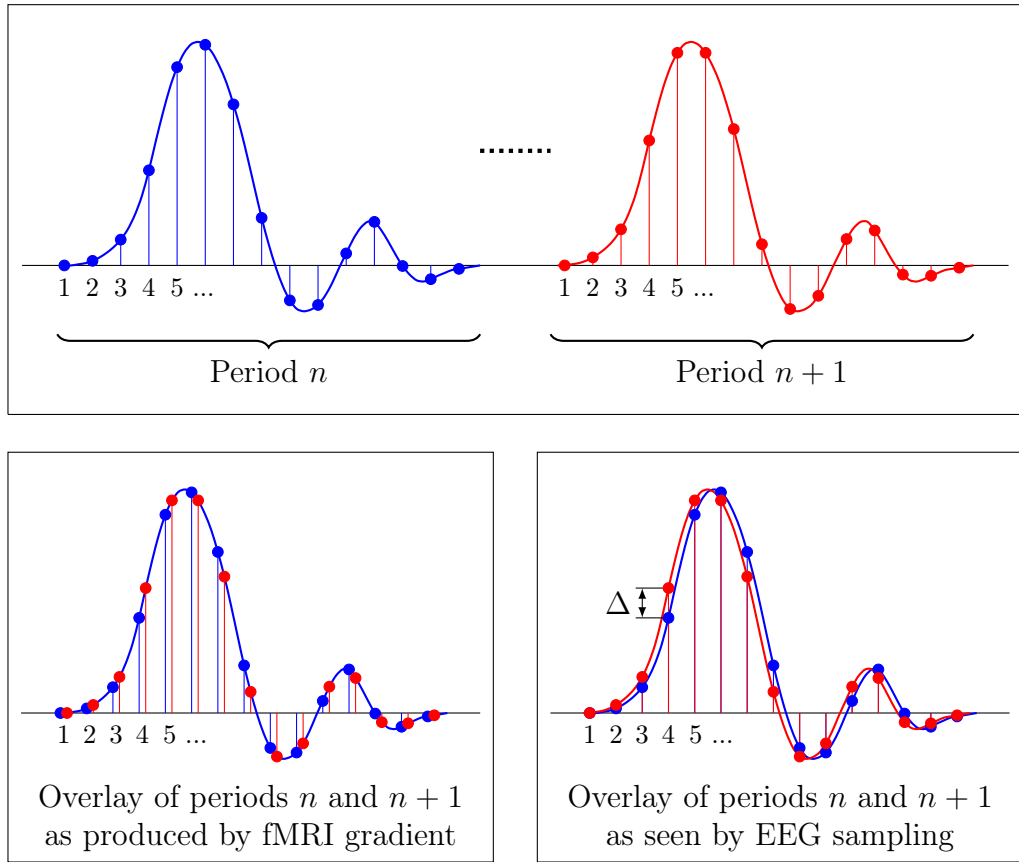 1 2 3 4 5 ...
1 2 3 4 5 ...
Period n
Period n + 1
1 2 3 4 5 ...
Overlay of periods n and n + 1
as produced by fMRI gradient
Δ
1 2 3 4 5 ...
Overlay of periods n and n + 1
as seen by EEG sampling